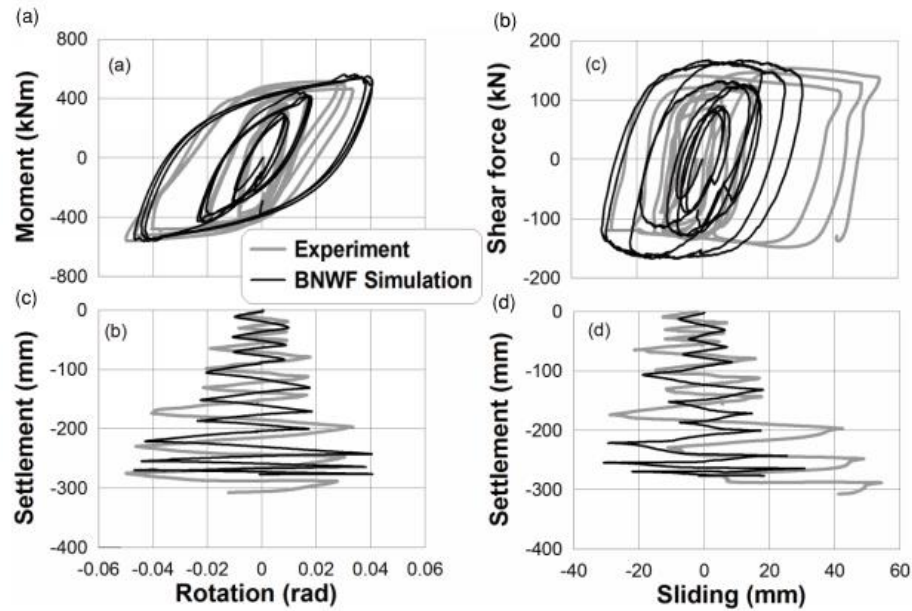 (a)
(b)
800
400
0
-400
-800
Moment (kNm)
(a)
200
100
0
-100
-200
Shear force (kN)
(c)
Experiment
BNWF Simulation
(c)
(d)
0
-100
-200
-300
-400
Settlement (mm)
(b)
-0.06 -0.04 -0.02 0 0.02 0.04 0.06
Rotation (rad)
0
-100
-200
-300
-400
Settlement (mm)
(d)
-40 -20 0 20 40 60
Sliding (mm)